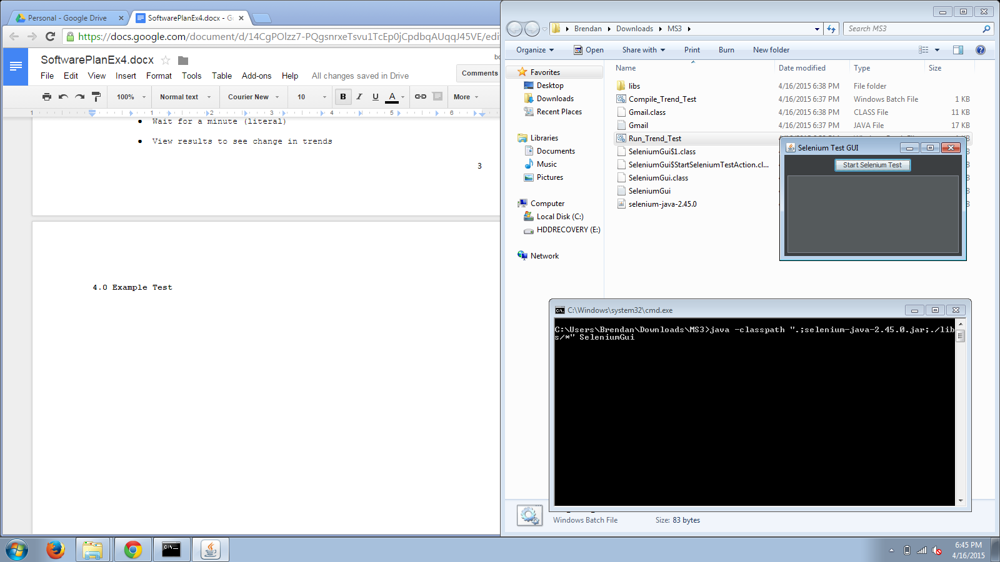 Personal - Google Drive
SoftwarePlanEx4.docx - G
https://docs.google.com/document/d/14CgPOlzz7-PQgsnrxeTsvu1TcEp0jCpdbqAUqqJ45VE/edi
SoftwarePlanEx4.docx
File Edit View Insert Format Tools Table Add-ons Help All changes saved in Drive
Comments
100% Normal text Courier New 10 B I U A More
1 1 2 3 4 5 6
● Wait for a minute (literal)
● View results to see change in trends
3
4.0 Example Test
Brendan Downloads MS3
Search MS3
Organize Open Share with Print Burn New folder
Favorites
Desktop
Downloads
Recent Places
Libraries
Documents
Music
Pictures
Computer
Local Disk (C:)
HDDRECOVERY (E:)
Network
Name Date modified Type Size
libs 4/16/2015 6:38 PM File folder
Compile_Trend_Test 4/16/2015 6:37 PM Windows Batch File 1 KB
Gmail.class 4/16/2015 6:38 PM CLASS File 11 KB
Gmail 4/16/2015 6:37 PM JAVA File 17 KB
Run_Trend_Test
SeleniumGui$1.class
SeleniumGui$StartSeleniumTestAction.cl...
SeleniumGui.class
SeleniumGui
selenium-java-2.45.0
Selenium Test GUI
Start Selenium Test
C:\Windows\system32\cmd.exe
C:\Users\Brendan\Downloads\MS3>java -classpath ".;selenium-java-2.45.0.jar;./lib
s/*" SeleniumGui
Windows Batch File Size: 83 bytes
6:45 PM
4/16/2015